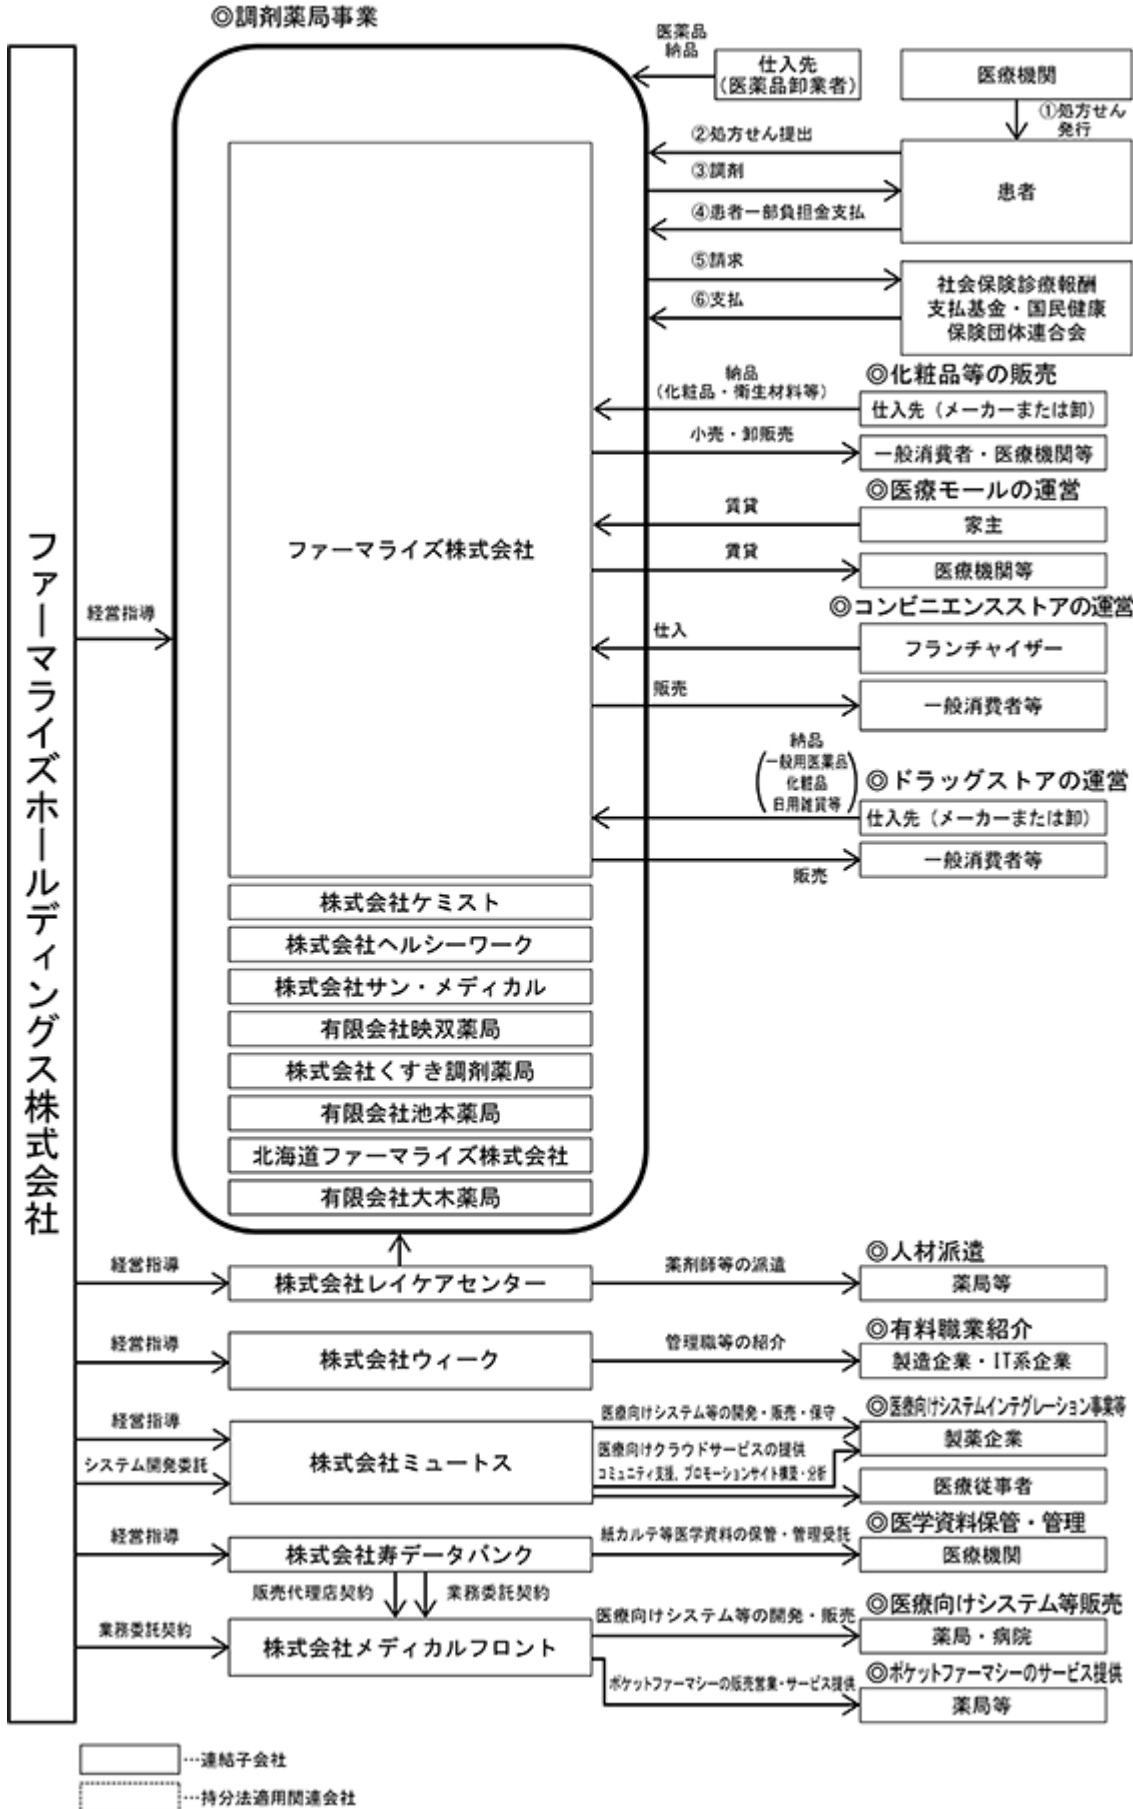 ◎調剤薬局事業
医薬品
納品
仕入先
（医薬品卸業者）
医療機関
①処方せん
発行
②処方せん提出
③調剤
④患者一部負担金支払
患者
⑤請求
⑥支払
社会保険診療報酬
支払基金・国民健康
保険団体連合会
◎化粧品等の販売
納品
（化粧品・衛生材料等）
仕入先（メーカーまたは卸）
小売・卸販売
一般消費者・医療機関等
◎医療モールの運営
賃貸
家主
賃貸
医療機関等
ファーマライズ株式会社
◎コンビニエンスストアの運営
仕入
フランチャイザー
販売
一般消費者等
ファーマライズホールディングス株式会社
経営指導
納品
一般用医薬品
化粧品
日用雑貨等
◎ドラッグストアの運営
仕入先（メーカーまたは卸）
一般消費者等
販売
株式会社ケミスト
株式会社ヘルシーワーク
株式会社サン・メディカル
有限会社映双薬局
株式会社くすき調剤薬局
有限会社池本薬局
北海道ファーマライズ株式会社
有限会社大木薬局
◎人材派遣
経営指導
株式会社レイケアセンター
薬剤師等の派遣
薬局等
◎有料職業紹介
経営指導
株式会社ウィーク
管理職等の紹介
製造企業・IT系企業
◎医療向けシステムインテグレーション事業等
経営指導
システム開発委託
株式会社ミュートス
医療向けシステム等の開発・販売・保守
医療向けクラウドサービスの提供
コミュニティ支援、プロモーションサイト構築・分析
製薬企業
医療従事者
◎医学資料保管・管理
経営指導
株式会社寿データバンク
紙カルテ等医学資料の保管・管理受託
医療機関
販売代理店契約
業務委託契約
◎医療向けシステム等販売
業務委託契約
株式会社メディカルフロント
医療向けシステム等の開発・販売
薬局・病院
◎ポケットファーマシーのサービス提供
ポケットファーマシーの販売営業・サービス提供
薬局等
…連結子会社
…持分法適用関連会社